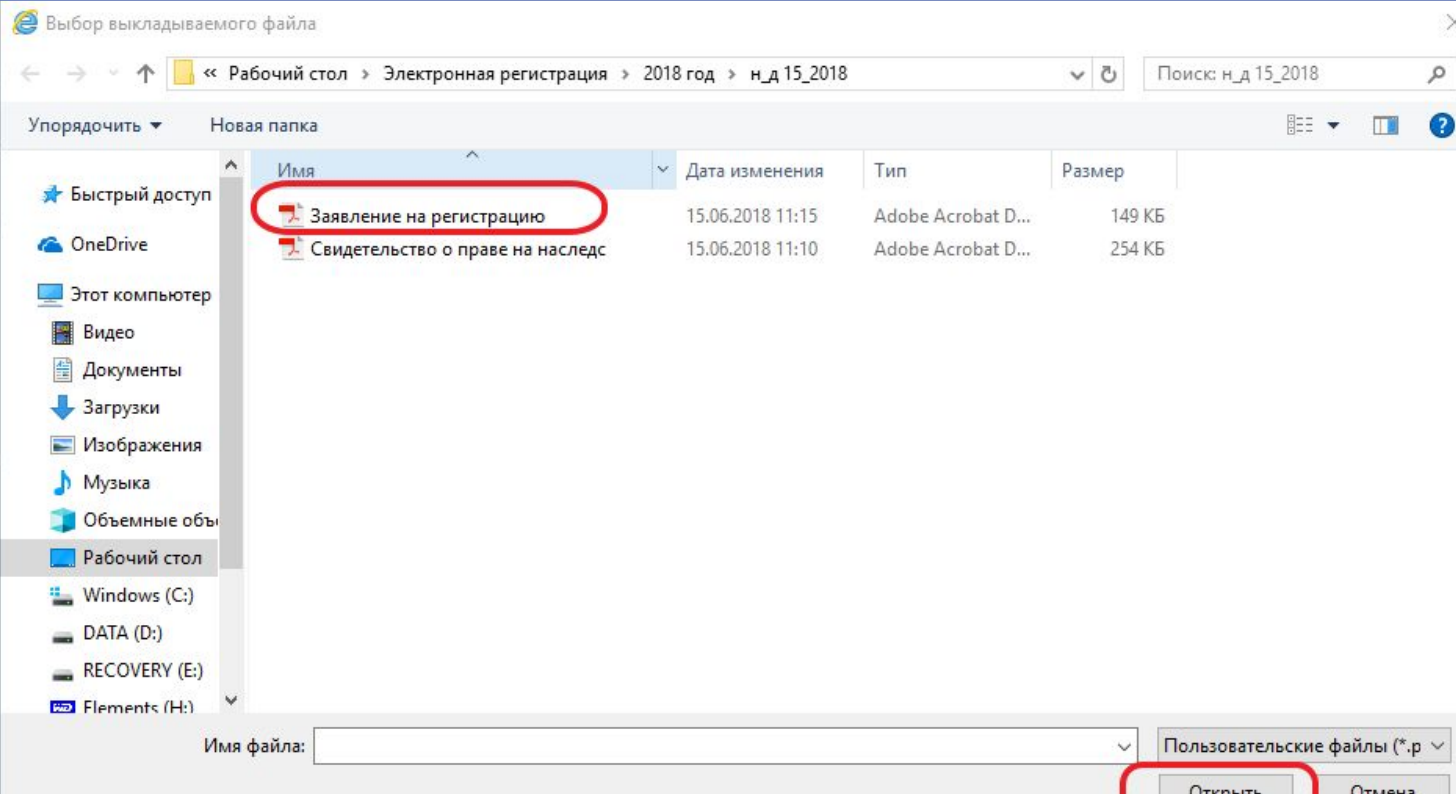 Выбор выкладываемого файла
« Рабочий стол › Электронная регистрация › 2018 год › н_д 15_2018
Поиск: н_д 15_2018
Упорядочить
Новая папка
Имя
Дата изменения
Тип
Размер
Заявление на регистрацию
15.06.2018 11:15
Adobe Acrobat D...
149 КБ
Свидетельство о праве на наследс
15.06.2018 11:10
Adobe Acrobat D...
254 КБ
Быстрый доступ
OneDrive
Этот компьютер
Видео
Документы
Загрузки
Изображения
Музыка
Объемные объ
Рабочий стол
Windows (C:)
DATA (D:)
RECOVERY (E:)
Elements (H:)
Имя файла:
Пользовательские файлы (*.p
Открыть
Отмена